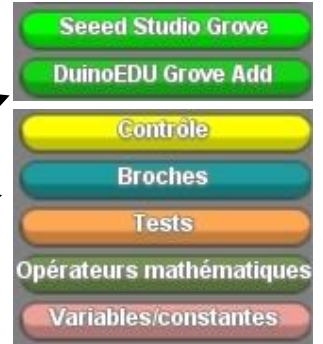 Seeed Studio Grove
DuinoEDU Grove Add
Contrôle
Broches
Tests
Opérateurs mathématiques
Variables/constantes